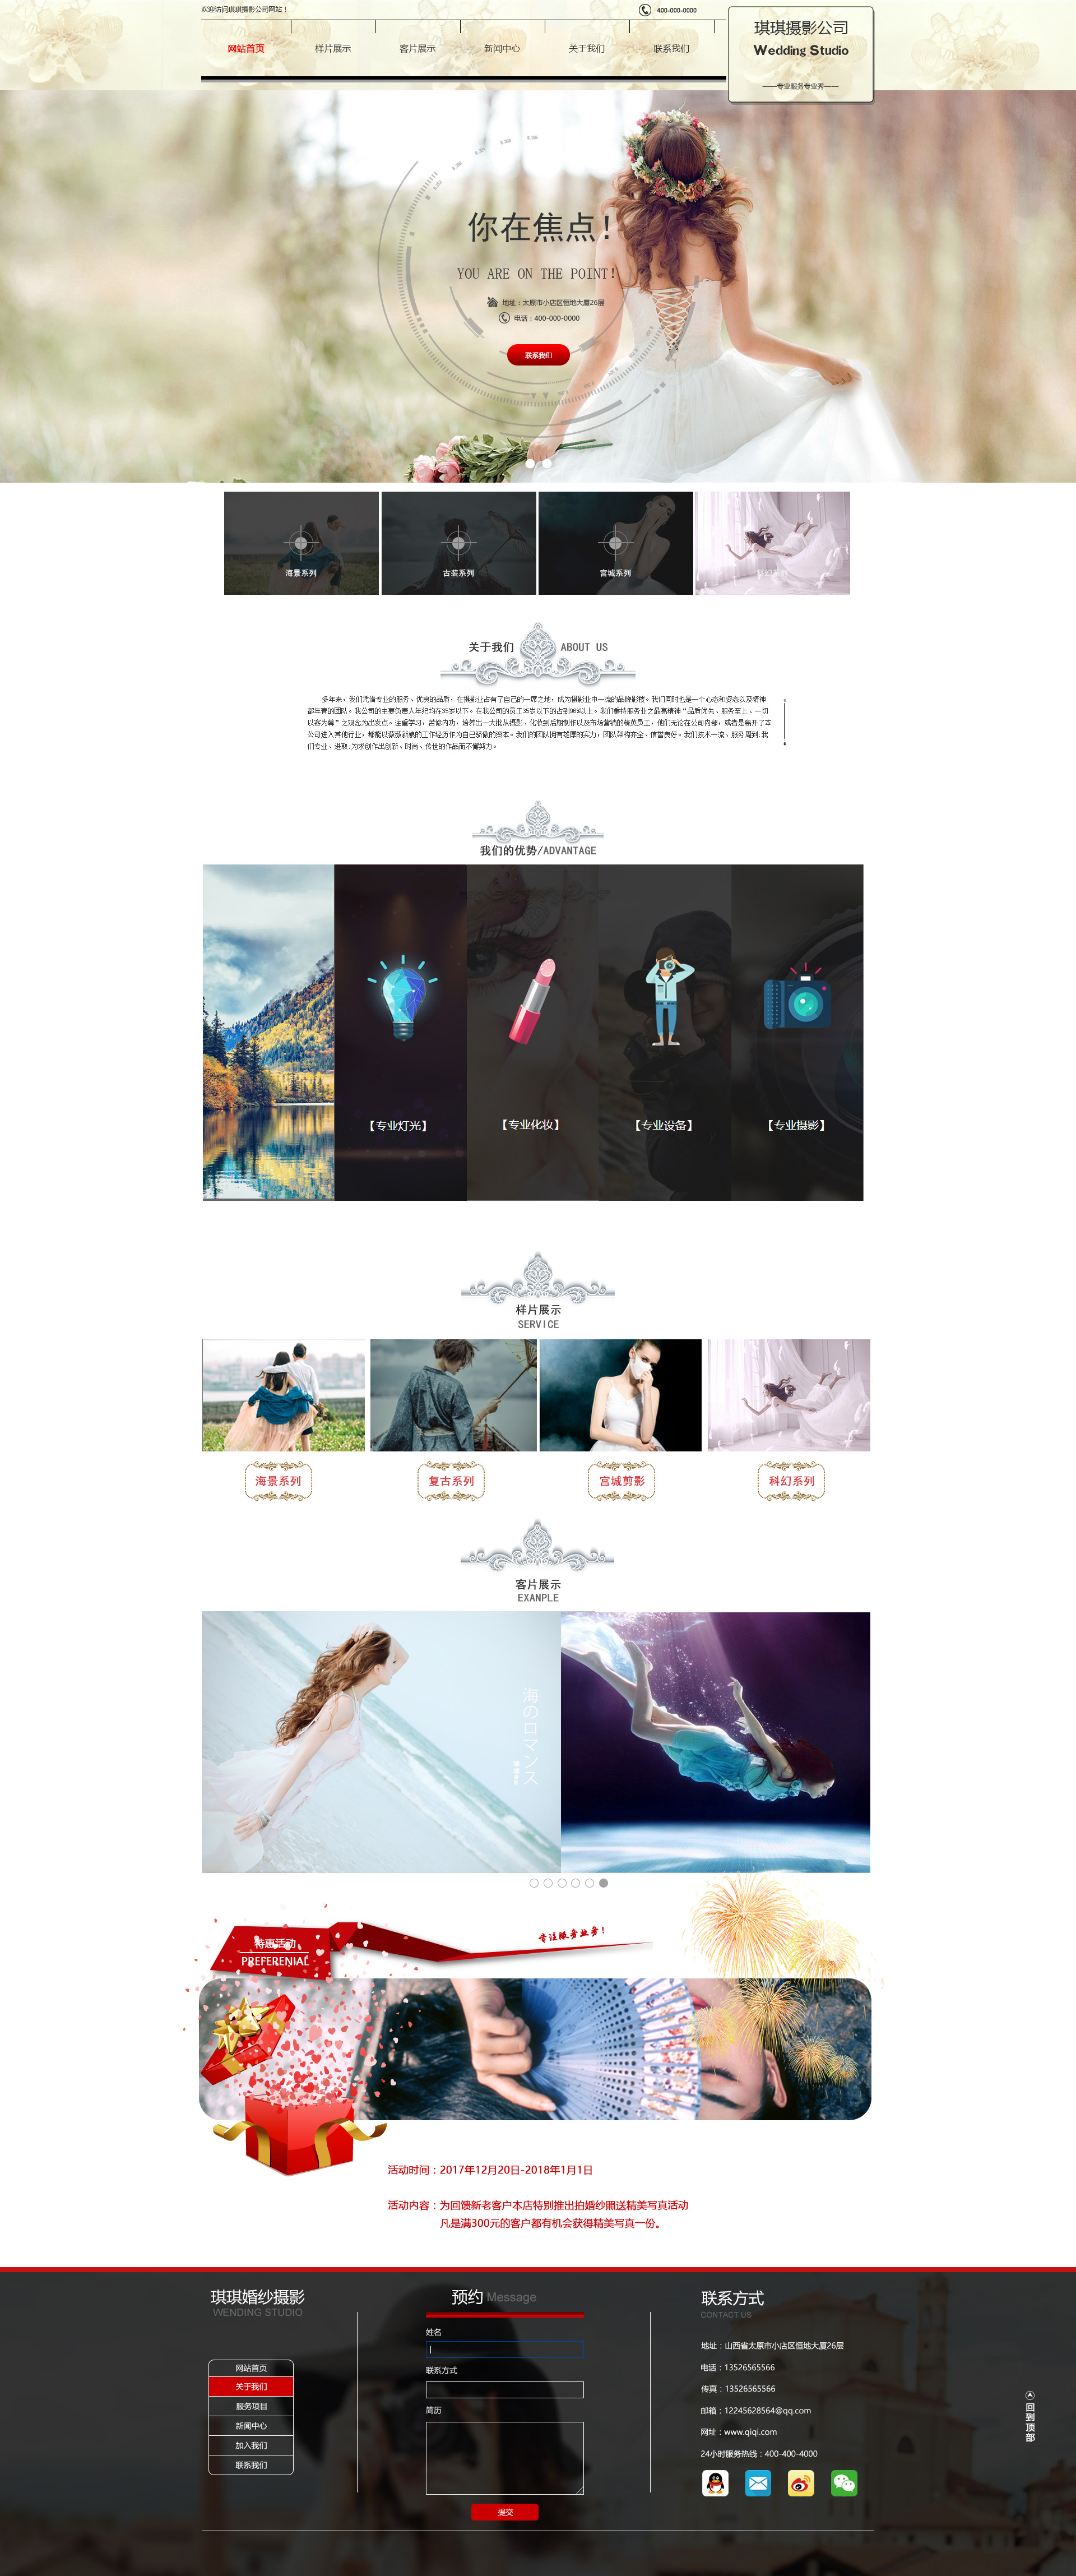 欢迎访问琪琪摄影公司网站！
400-000-0000
琪琪摄影公司
Wedding Studio
——专业服务专业秀——
网站首页 样片展示 客片展示 新闻中心 关于我们 联系我们
你在焦点!
YOU ARE ON THE POINT!
地址：太原市小店区恒地大厦26层
电话：400-000-0000
联系我们
海景系列 古装系列 宫城系列 科幻系列
关于我们 ABOUT US
多年来，我们凭借专业的服务、优良的品质，在摄影业占有了自己的一席之地，成为摄影业中一流的品牌影楼。我们同时也是一个心态和姿态以及精神
都年青的团队。我公司的主要负责人年纪均在35岁以下。在我公司的员工35岁以下的占到96%以上。我们秉持服务业之最高精神“品质优先、服务至上、一切
以客为尊”之观念为出发点。注重学习，苦修内功，培养出一大批从摄影、化妆到后期制作以及市场营销的精英员工，他们无论在公司内部，或者是离开了本
公司进入其他行业，都能以薇薇新娘的工作经历作为自己骄傲的资本。我们的团队拥有雄厚的实力，团队架构齐全、信誉良好。我们技术一流、服务周到;我
们专业、进取.为求创作出创新、时尚、传世的作品而不懈努力。
我们的优势/ADVANTAGE
【专业灯光】 【专业化妆】 【专业设备】 【专业摄影】
样片展示
SERVICE
海景系列 复古系列 宫城剪影 科幻系列
客片展示
EXANPLE
海のロマンス
特惠活动
PREFERENIAL
专注服务业务!
活动时间：2017年12月20日-2018年1月1日
活动内容：为回馈新老客户本店特别推出拍婚纱照送精美写真活动
凡是满300元的客户都有机会获得精美写真一份。
琪琪婚纱摄影
WENDING STUDIO
网站首页
关于我们
服务项目
新闻中心
加入我们
联系我们
预约 Message
姓名
联系方式
简历
提交
联系方式
CONTACT US
地址：山西省太原市小店区恒地大厦26层
电话：13526565566
传真：13526565566
邮箱：12245628564@qq.com
网址：www.qiqi.com
24小时服务热线：400-400-4000
回到顶部